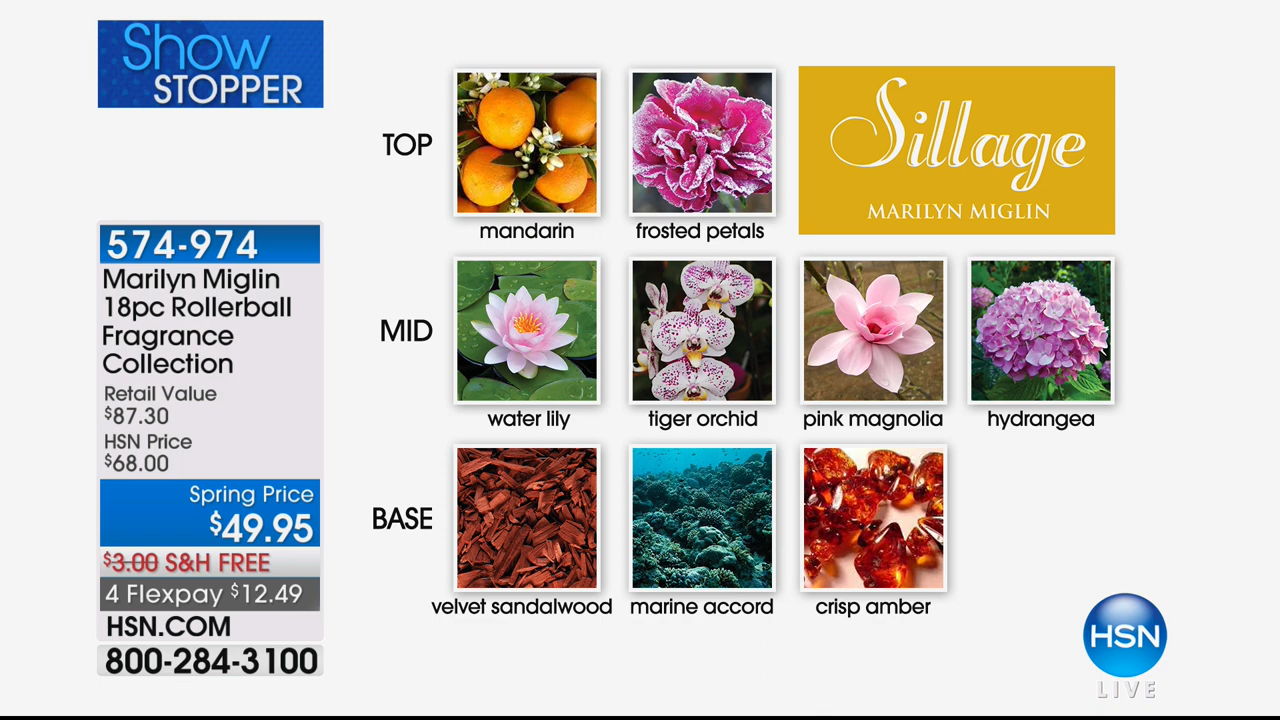 Show
STOPPER
574-974
Marilyn Miglin
18pc Rollerball
Fragrance
Collection
Retail Value
$87.30
HSN Price
$68.00
Spring Price
$49.95
$3.00 S&H FREE
4 Flexpay $12.49
HSN.COM
800-284-3100
TOP
mandarin
frosted petals
Sillage
MARILYN MIGLIN
MID
water lily
tiger orchid
pink magnolia
hydrangea
BASE
velvet sandalwood
marine accord
crisp amber
HSN
LIVE